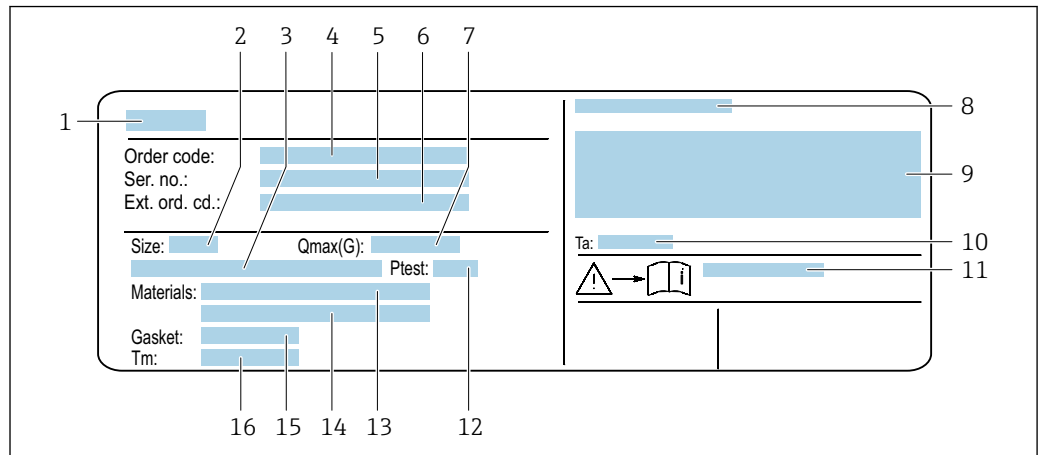 2 3 4 5 6 7
1
8
Order code:
Ser. no.:
Ext. ord. cd.:
9
Size: Qmax(G):
Ta:
10
Ptest:
i
11
Materials:
Gasket:
Tm:
16 15 14 13 12